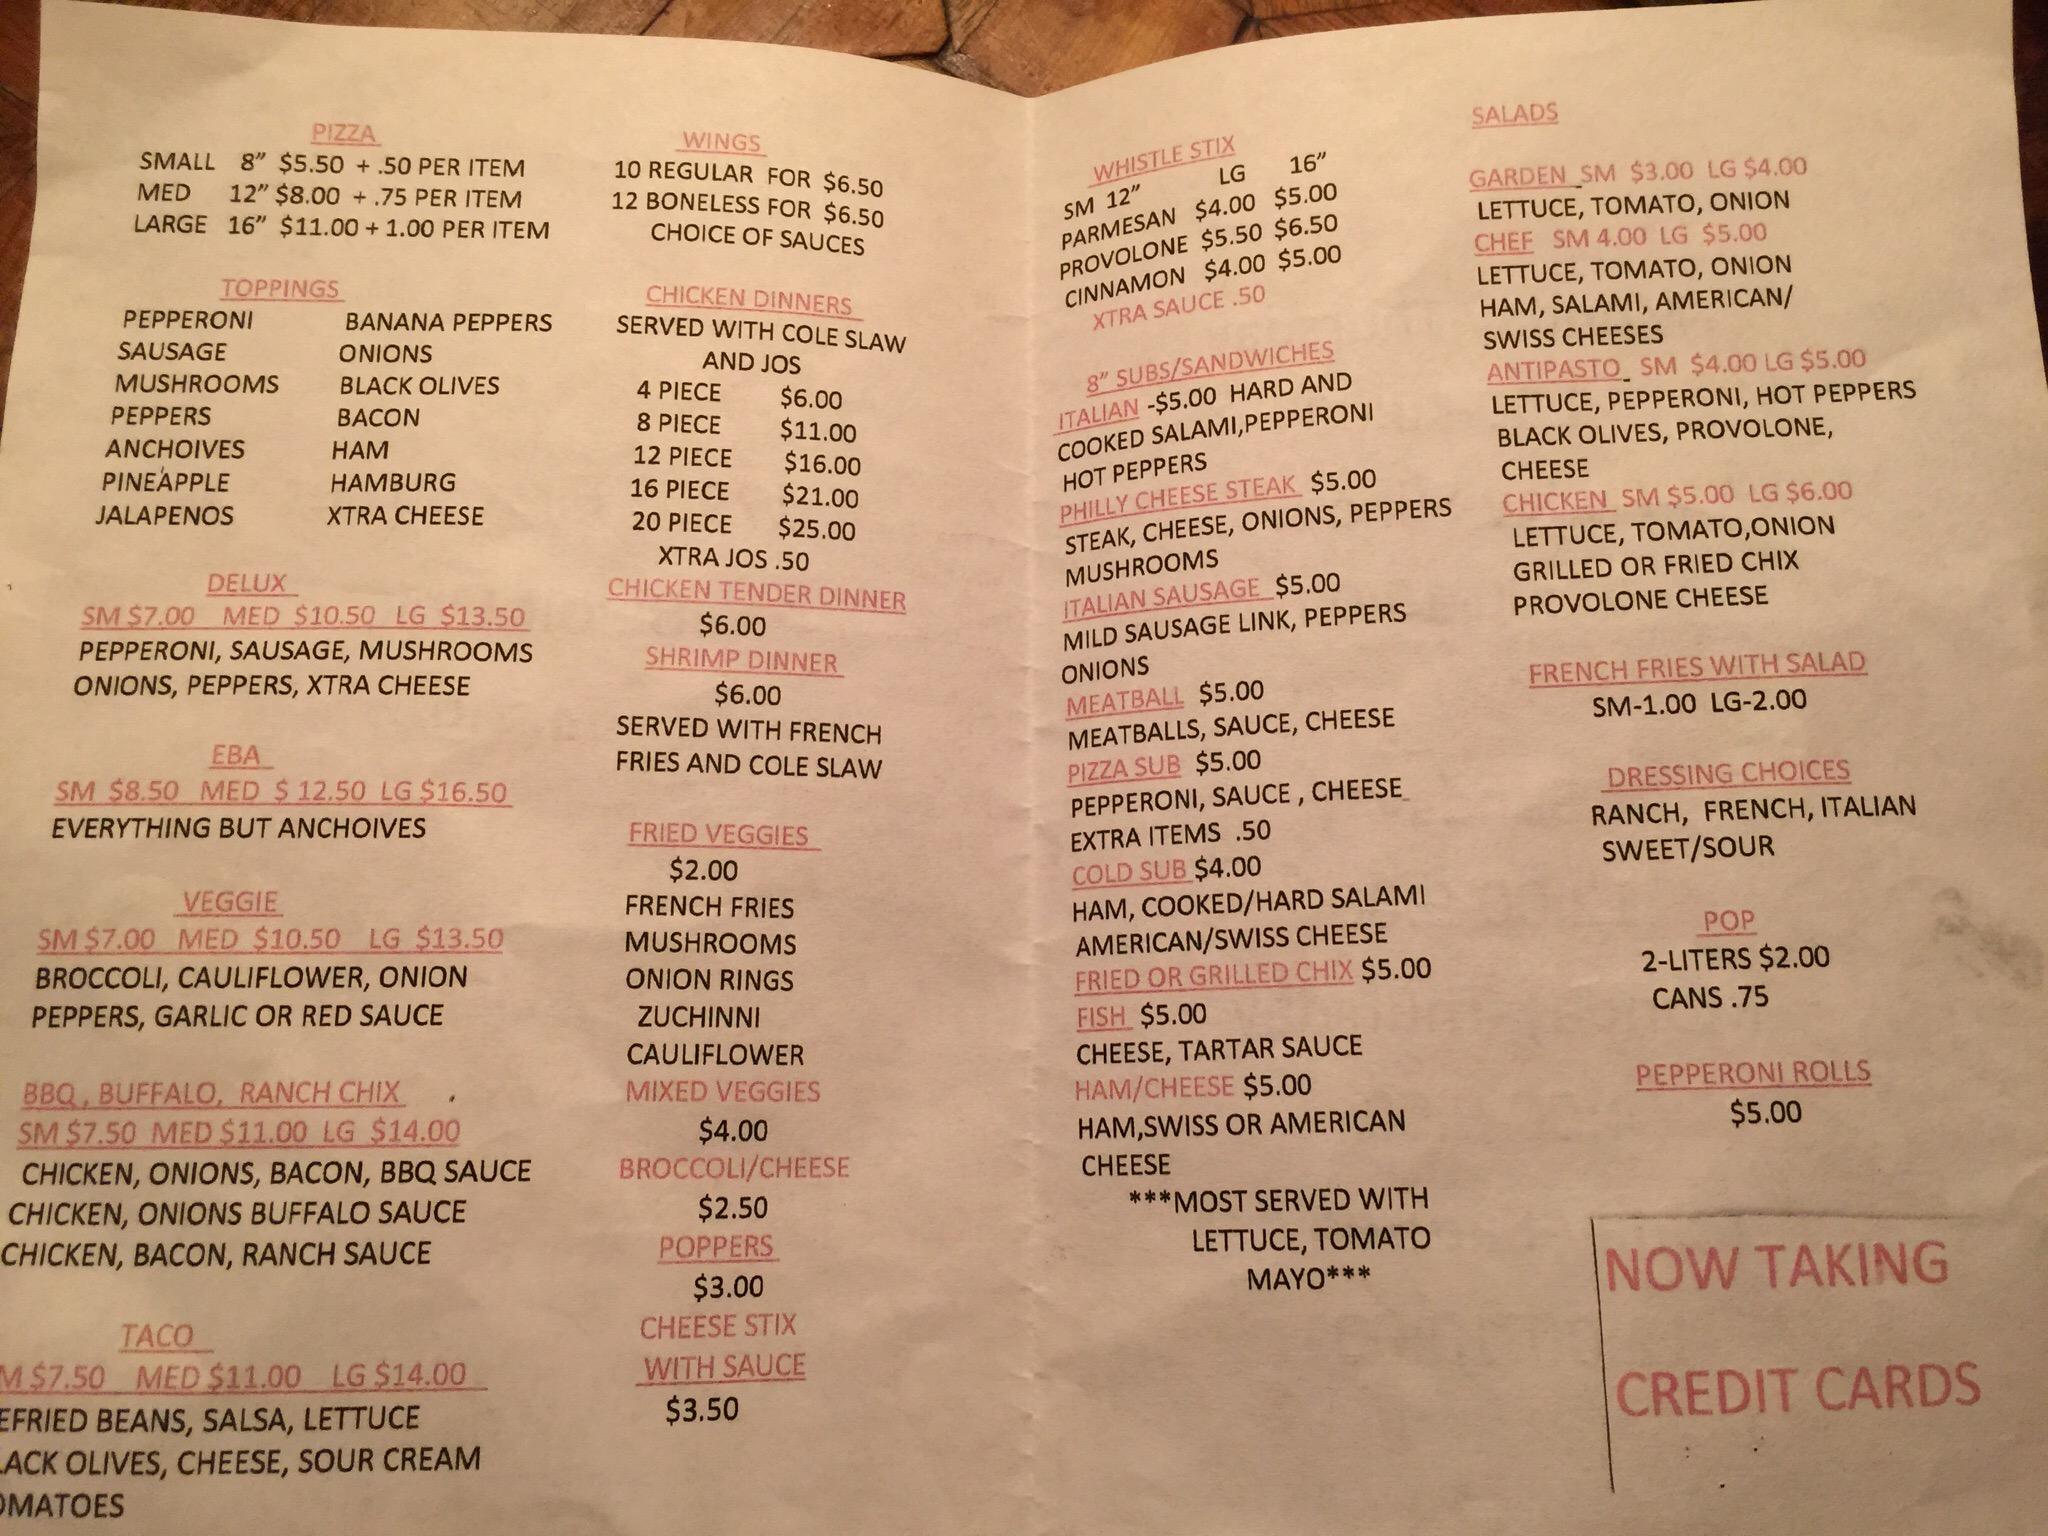 PIZZA
SMALL 8" $5.50 + .50 PER ITEM
MED 12" $8.00 + .75 PER ITEM
LARGE 16" $11.00 + 1.00 PER ITEM
TOPPINGS
PEPPERONI BANANA PEPPERS
SAUSAGE ONIONS
MUSHROOMS BLACK OLIVES
PEPPERS BACON
ANCHOIVES HAM
PINEAPPLE HAMBURG
JALAPENOS XTRA CHEESE
DELUX
SM $7.00 MED $10.50 LG $13.50
PEPPERONI, SAUSAGE, MUSHROOMS
ONIONS, PEPPERS, XTRA CHEESE
EBA
SM $8.50 MED $ 12.50 LG $16.50
EVERYTHING BUT ANCHOIVES
VEGGIE
SM $7.00 MED $10.50 LG $13.50
BROCCOLI, CAULIFLOWER, ONION
PEPPERS, GARLIC OR RED SAUCE
BBQ, BUFFALO, RANCH CHIX
SM $7.50 MED $11.00 LG $14.00
CHICKEN, ONIONS, BACON, BBQ SAUCE
CHICKEN, ONIONS BUFFALO SAUCE
CHICKEN, BACON, RANCH SAUCE
TACO
M $7.50 MED $11.00 LG $14.00
EFRIED BEANS, SALSA, LETTUCE
LACK OLIVES, CHEESE, SOUR CREAM
OMATOES
WINGS
10 REGULAR FOR $6.50
12 BONELESS FOR $6.50
CHOICE OF SAUCES
CHICKEN DINNERS
SERVED WITH COLE SLAW
AND JOS
4 PIECE $6.00
8 PIECE $11.00
12 PIECE $16.00
16 PIECE $21.00
20 PIECE $25.00
XTRA JOS .50
CHICKEN TENDER DINNER
$6.00
SHRIMP DINNER
$6.00
SERVED WITH FRENCH
FRIES AND COLE SLAW
FRIED VEGGIES
$2.00
FRENCH FRIES
MUSHROOMS
ONION RINGS
ZUCHINNI
CAULIFLOWER
MIXED VEGGIES
$4.00
BROCCOLI/CHEESE
$2.50
POPPERS
$3.00
CHEESE STIX
WITH SAUCE
$3.50
WHISTLE STIX
SM 12" LG 16"
PARMESAN $4.00 $5.00
PROVOLONE $5.50 $6.50
CINNAMON $4.00 $5.00
XTRA SAUCE .50
8" SUBS/SANDWICHES
ITALIAN -$5.00 HARD AND
COOKED SALAMI,PEPPERONI
HOT PEPPERS
PHILLY CHEESE STEAK $5.00
STEAK, CHEESE, ONIONS, PEPPERS
MUSHROOMS
ITALIAN SAUSAGE $5.00
MILD SAUSAGE LINK, PEPPERS
ONIONS
MEATBALL $5.00
MEATBALLS, SAUCE, CHEESE
PIZZA SUB $5.00
PEPPERONI, SAUCE , CHEESE
EXTRA ITEMS .50
COLD SUB $4.00
HAM, COOKED/HARD SALAMI
AMERICAN/SWISS CHEESE
FRIED OR GRILLED CHIX $5.00
FISH $5.00
CHEESE, TARTAR SAUCE
HAM/CHEESE $5.00
HAM,SWISS OR AMERICAN
CHEESE
***MOST SERVED WITH
LETTUCE, TOMATO
MAYO***
SALADS
GARDEN SM $3.00 LG $4.00
LETTUCE, TOMATO, ONION
CHEF SM 4.00 LG $5.00
LETTUCE, TOMATO, ONION
HAM, SALAMI, AMERICAN/
SWISS CHEESES
ANTIPASTO SM $4.00 LG $5.00
LETTUCE, PEPPERONI, HOT PEPPERS
BLACK OLIVES, PROVOLONE,
CHEESE
CHICKEN SM $5.00 LG $6.00
LETTUCE, TOMATO,ONION
GRILLED OR FRIED CHIX
PROVOLONE CHEESE
FRENCH FRIES WITH SALAD
SM-1.00 LG-2.00
DRESSING CHOICES
RANCH, FRENCH, ITALIAN
SWEET/SOUR
POP
2-LITERS $2.00
CANS .75
PEPPERONI ROLLS
$5.00
NOW TAKING
CREDIT CARDS